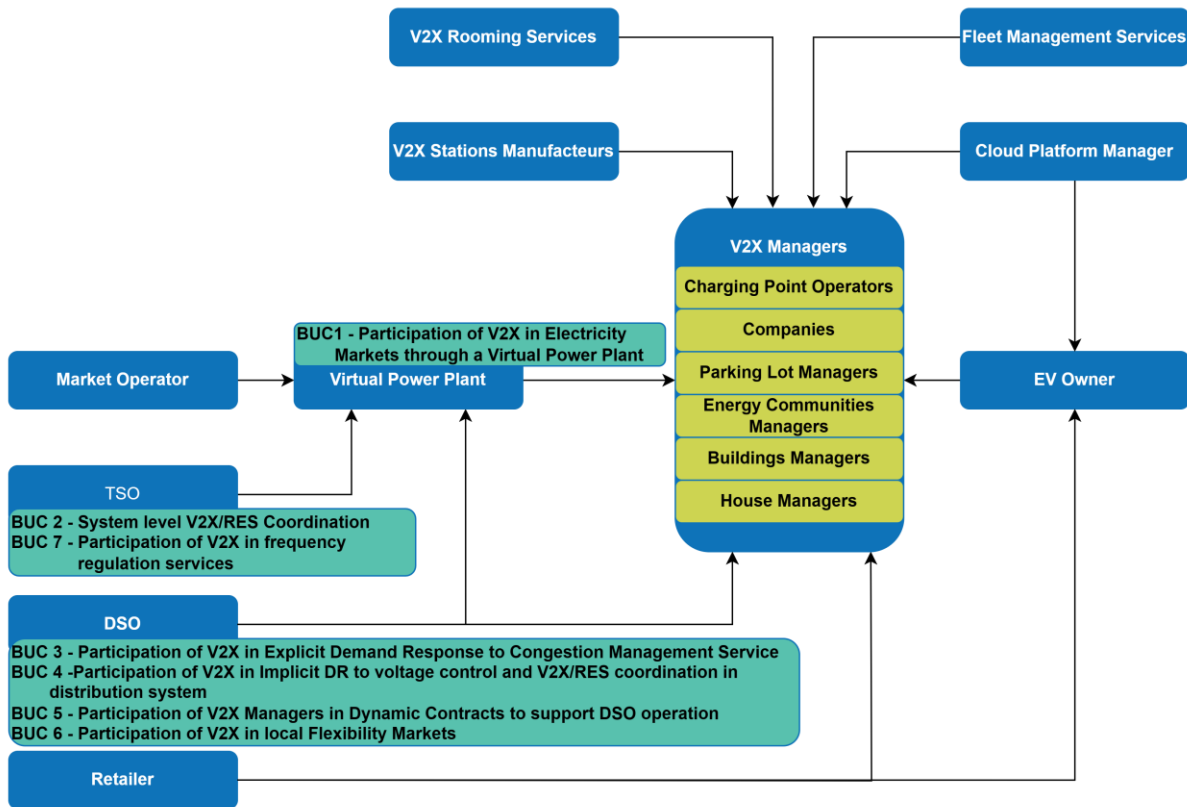 V2X Rooming Services
Fleet Management Services
V2X Stations Manufacteurs
Cloud Platform Manager
V2X Managers
Charging Point Operators
Companies
Parking Lot Managers
Energy Communities
Managers
Buildings Managers
House Managers
BUC1 - Participation of V2X in Electricity
Markets through a Virtual Power Plant
Market Operator
Virtual Power Plant
EV Owner
TSO
BUC 2 - System level V2X/RES Coordination
BUC 7 - Participation of V2X in frequency
regulation services
DSO
BUC 3 - Participation of V2X in Explicit Demand Response to Congestion Management Service
BUC 4 -Participation of V2X in Implicit DR to voltage control and V2X/RES coordination in
distribution system
BUC 5 - Participation of V2X Managers in Dynamic Contracts to support DSO operation
BUC 6 - Participation of V2X in local Flexibility Markets
Retailer